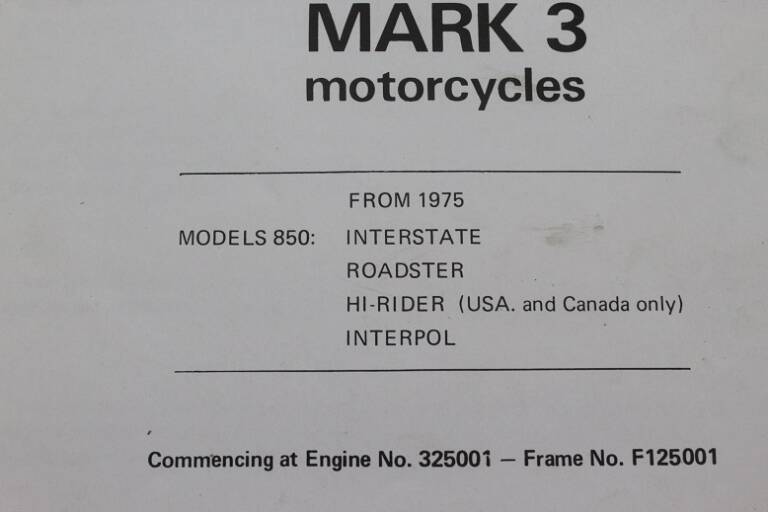 MARK 3
motorcycles
FROM 1975
MODELS 850: INTERSTATE
ROADSTER
HI-RIDER (USA. and Canada only)
INTERPOL
Commencing at Engine No. 325001 — Frame No. F125001